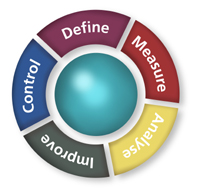 Define
Measure
Analyse
Improve
Control